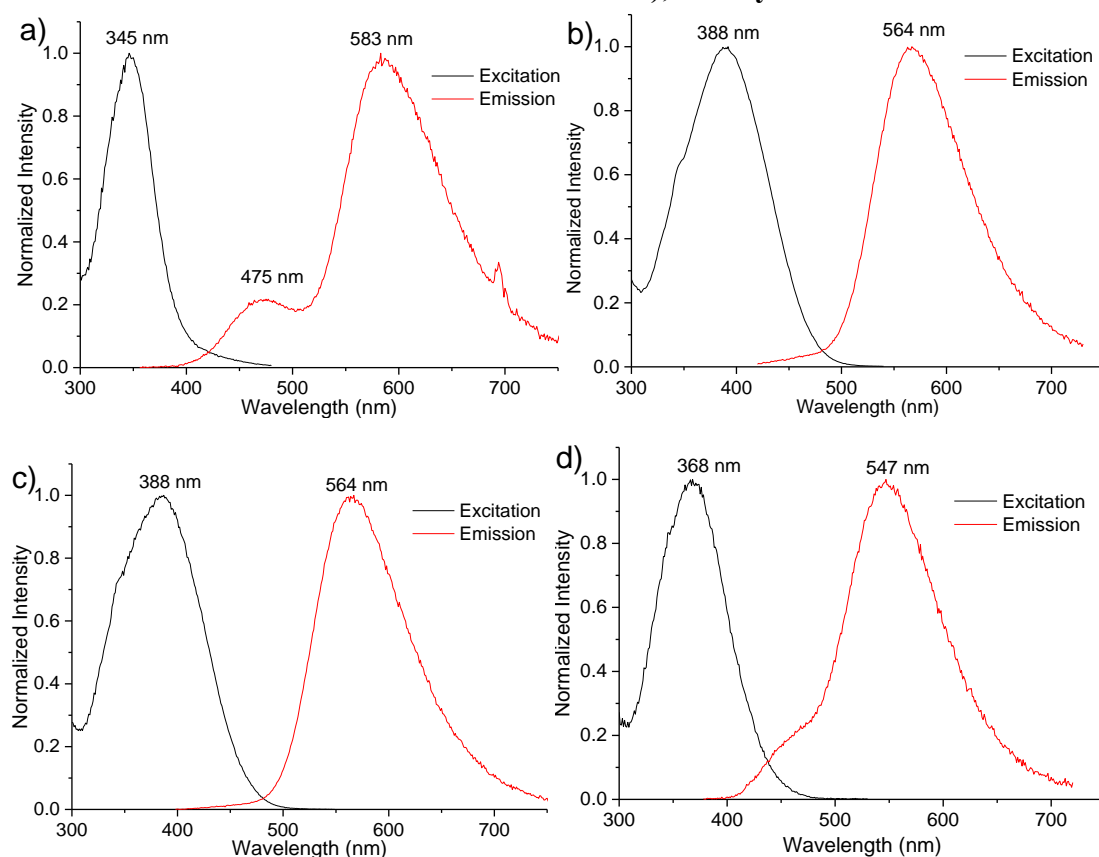 a)
345 nm
583 nm
475 nm
Excitation
Emission
Normalized Intensity
1.0
0.8
0.6
0.4
0.2
0.0
300 400 500 600 700
Wavelength (nm)
b)
388 nm
564 nm
Excitation
Emission
Normalized Intensity
1.0
0.8
0.6
0.4
0.2
0.0
300 400 500 600 700
Wavelength (nm)
c)
388 nm
564 nm
Excitation
Emission
Normalized Intensity
1.0
0.8
0.6
0.4
0.2
0.0
300 400 500 600 700
Wavelength (nm)
d)
368 nm
547 nm
Excitation
Emission
Normalized Intensity
1.0
0.8
0.6
0.4
0.2
0.0
300 400 500 600 700
Wavelength (nm)